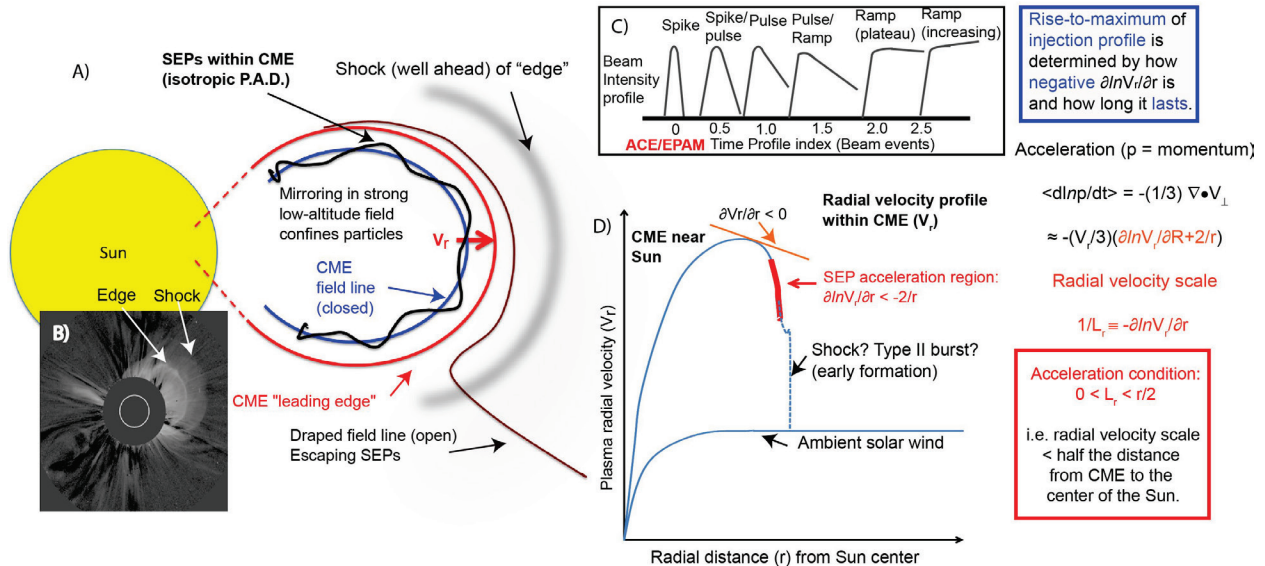 A)
SEPs within CME
(isotropic P.A.D.)
Shock (well ahead) of “edge”
Mirroring in strong
low-altitude field
confines particles
Vr
Sun
CME
field line
(closed)
Edge
Shock
B)
CME "leading edge"
Draped field line (open)
Escaping SEPs
C)
Spike
Spike/
pulse
Pulse
Pulse/
Ramp
Ramp
(plateau)
Ramp
(increasing)
Beam
Intensity
profile
0
0.5
1.0
1.5
2.0
2.5
ACE/EPAM Time Profile index (Beam events)
D)
CME near
Sun
∂Vr/∂r < 0
Radial velocity profile
within CME (Vr)
SEP acceleration region:
∂lnVr/∂r < -2/r
Shock? Type II burst?
(early formation)
Ambient solar wind
Plasma radial velocity (Vr)
Radial distance (r) from Sun center
Rise-to-maximum of
injection profile is
determined by how
negative ∂lnVr/∂r is
and how long it lasts.
Acceleration (p = momentum)
<dlnp/dt> = -(1/3) ∇•V⊥
≈ -(Vr/3)(∂lnVr/∂R+2/r)
Radial velocity scale
1/Lr ≡ -∂lnVr/∂r
Acceleration condition:
0 < Lr < r/2
i.e. radial velocity scale
< half the distance
from CME to the
center of the Sun.